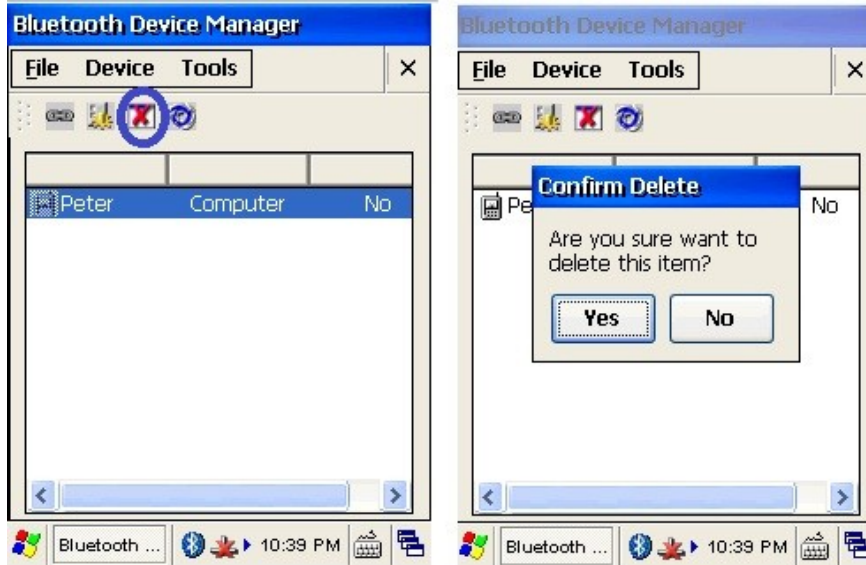 Bluetooth Device Manager
File Device Tools
Peter Computer No
Bluetooth ... 10:39 PM
Bluetooth Device Manager
File Device Tools
Pe No
Confirm Delete
Are you sure want to
delete this item?
Yes No
Bluetooth ... 10:39 PM